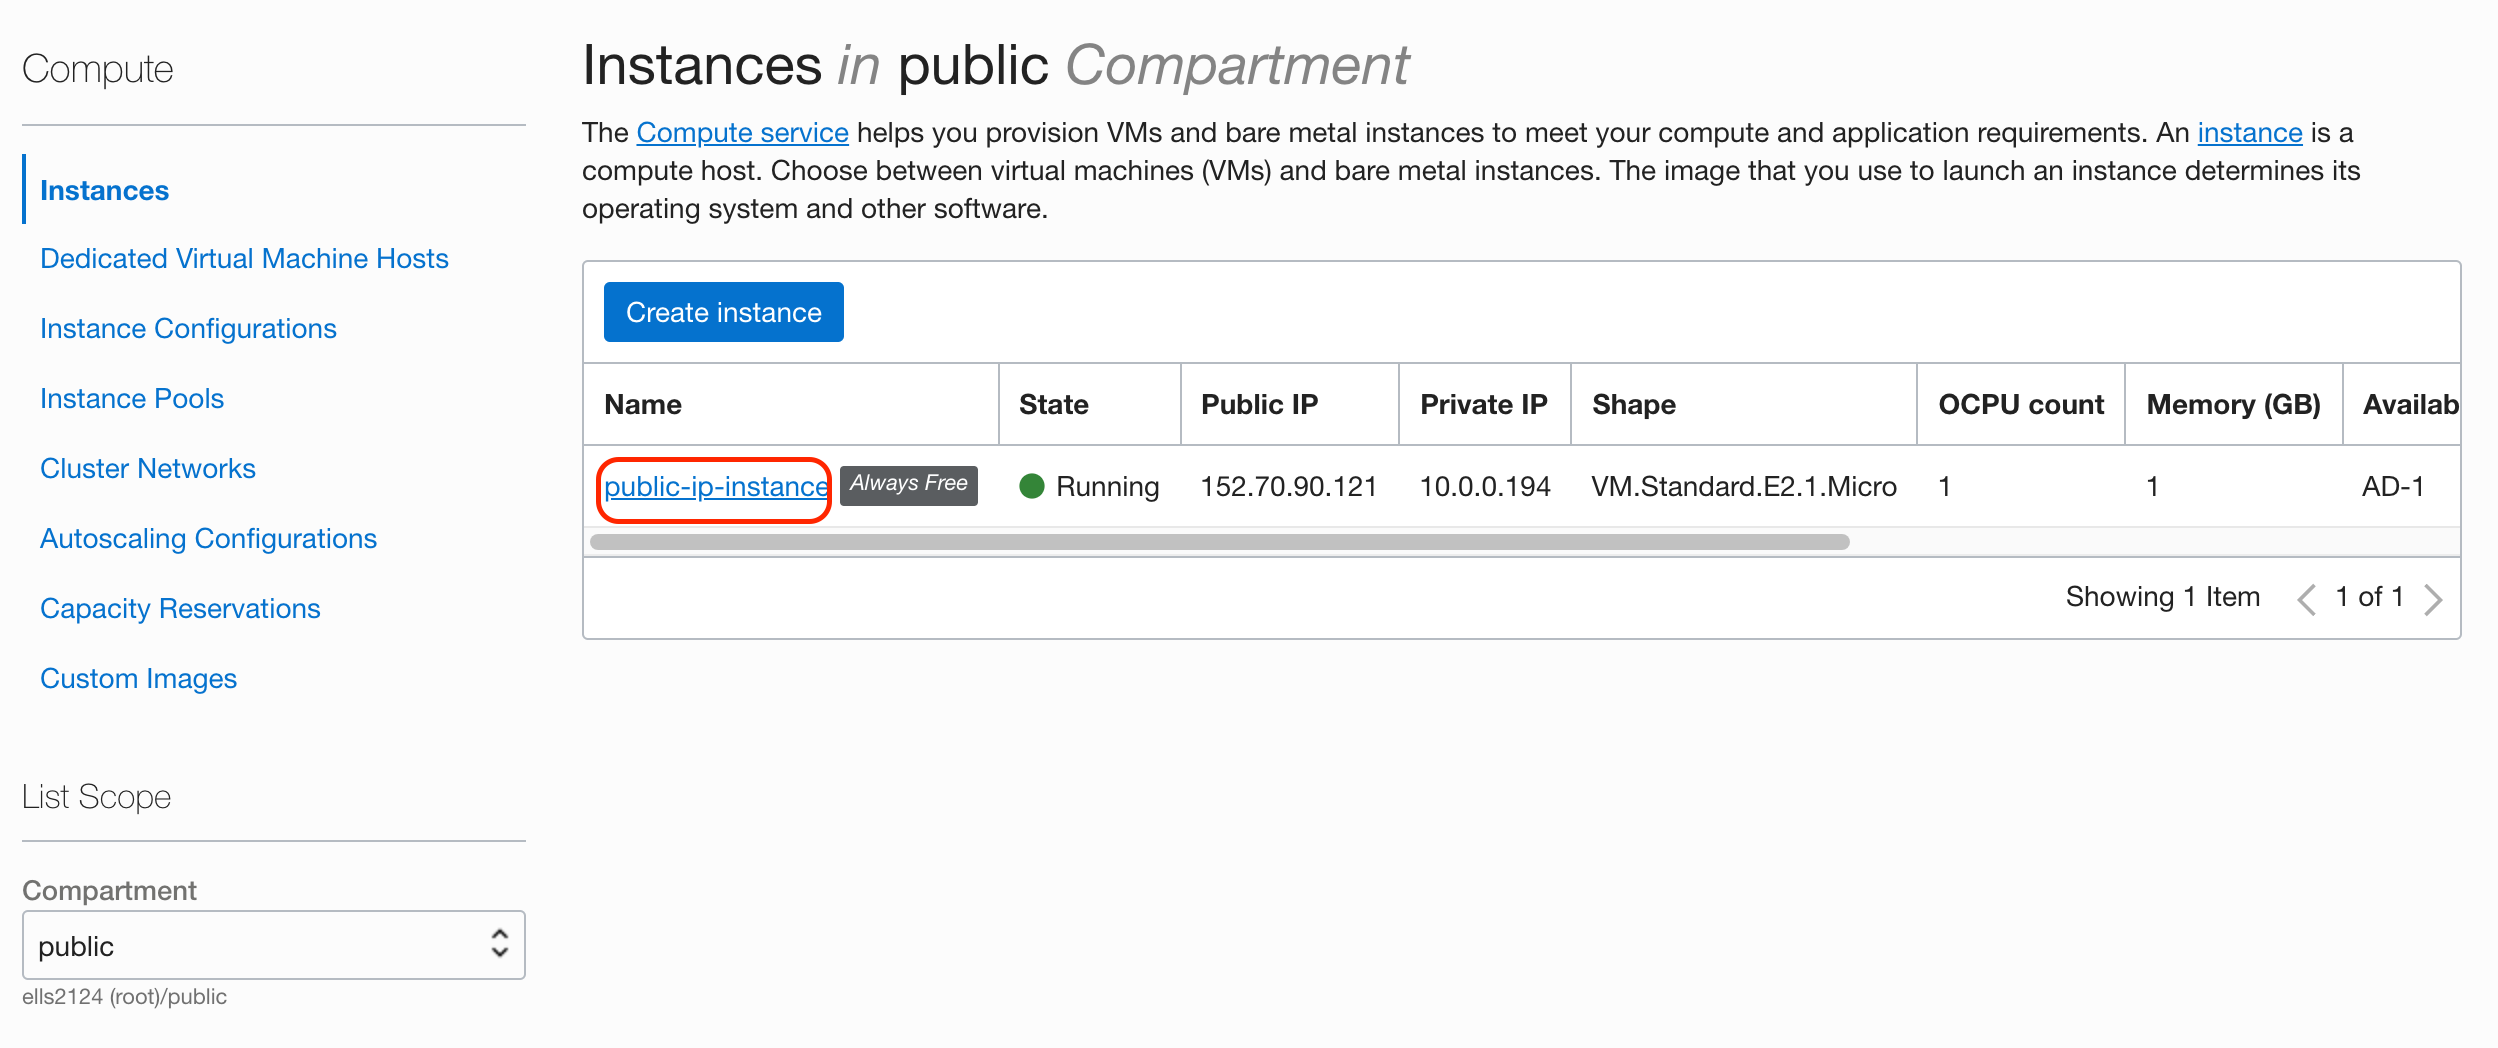 Compute
Instances
Dedicated Virtual Machine Hosts
Instance Configurations
Instance Pools
Cluster Networks
Autoscaling Configurations
Capacity Reservations
Custom Images
List Scope
Compartment
public
ells2124 (root)/public
Instances in public Compartment
The Compute service helps you provision VMs and bare metal instances to meet your compute and application requirements. An instance is a
compute host. Choose between virtual machines (VMs) and bare metal instances. The image that you use to launch an instance determines its
operating system and other software.
Create instance
Name State Public IP Private IP Shape OCPU count Memory (GB) Availab
public-ip-instance Always Free Running 152.70.90.121 10.0.0.194 VM.Standard.E2.1.Micro 1 1 AD-1
Showing 1 Item 1 of 1